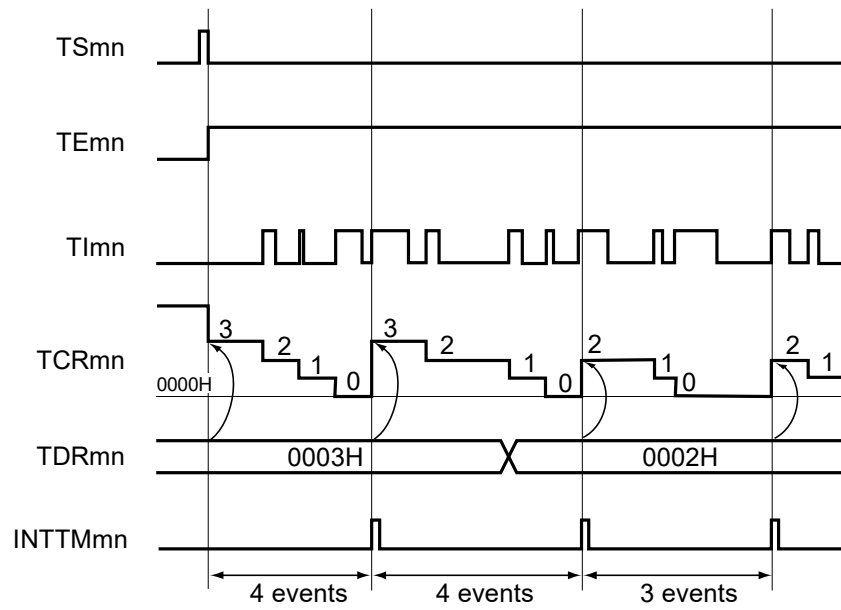 TSmn
TEmn
TImn
TCRmn
3 2 1 0 3 2 1 0 2 1 0 2 1
0000H
TDRmn
0003H 0002H
INTTMmn
4 events 4 events 3 events